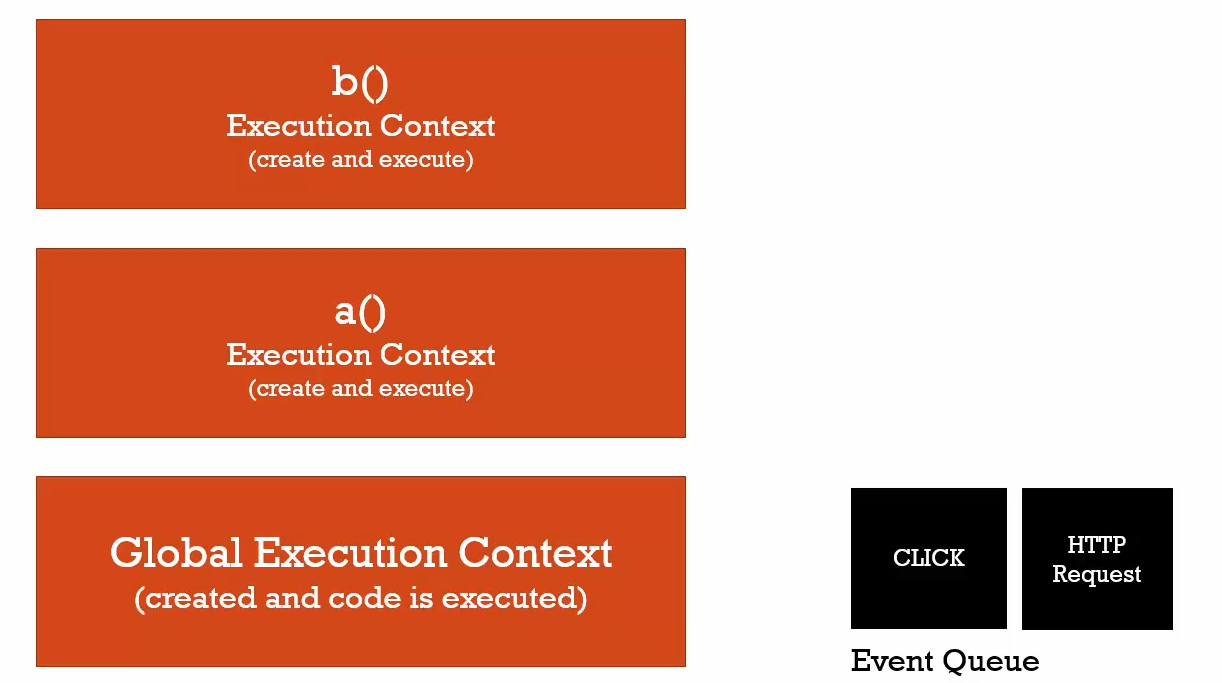 b()
Execution Context
(create and execute)
a()
Execution Context
(create and execute)
Global Execution Context
(created and code is executed)
CLICK
HTTP
Request
Event Queue